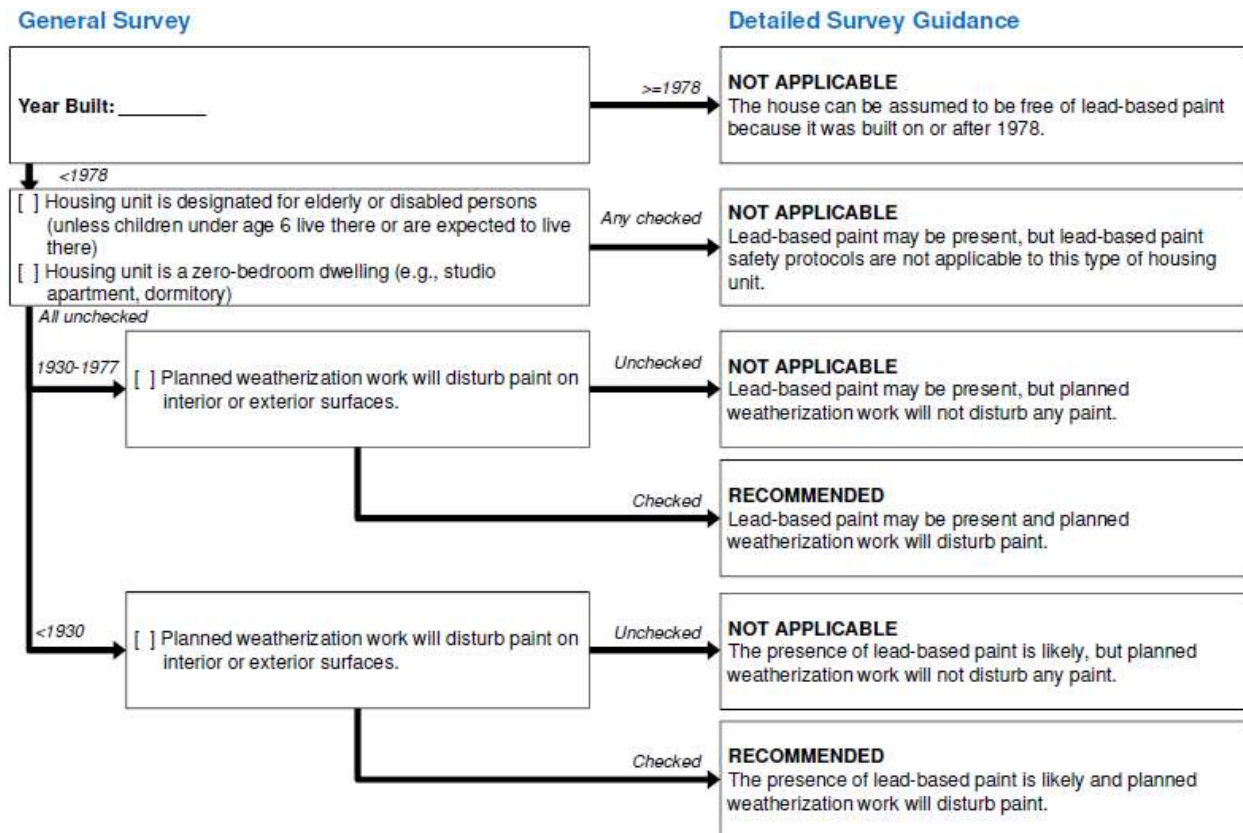 General Survey
Detailed Survey Guidance
Year Built: ________
>=1978
NOT APPLICABLE
The house can be assumed to be free of lead-based paint
because it was built on or after 1978.
<1978
[ ] Housing unit is designated for elderly or disabled persons
(unless children under age 6 live there or are expected to live
there)
[ ] Housing unit is a zero-bedroom dwelling (e.g., studio
apartment, dormitory)
Any checked
NOT APPLICABLE
Lead-based paint may be present, but lead-based paint
safety protocols are not applicable to this type of housing
unit.
All unchecked
1930-1977
[ ] Planned weatherization work will disturb paint on
interior or exterior surfaces.
Unchecked
NOT APPLICABLE
Lead-based paint may be present, but planned
weatherization work will not disturb any paint.
Checked
RECOMMENDED
Lead-based paint may be present and planned
weatherization work will disturb paint.
<1930
[ ] Planned weatherization work will disturb paint on
interior or exterior surfaces.
Unchecked
NOT APPLICABLE
The presence of lead-based paint is likely, but planned
weatherization work will not disturb any paint.
Checked
RECOMMENDED
The presence of lead-based paint is likely and planned
weatherization work will disturb paint.